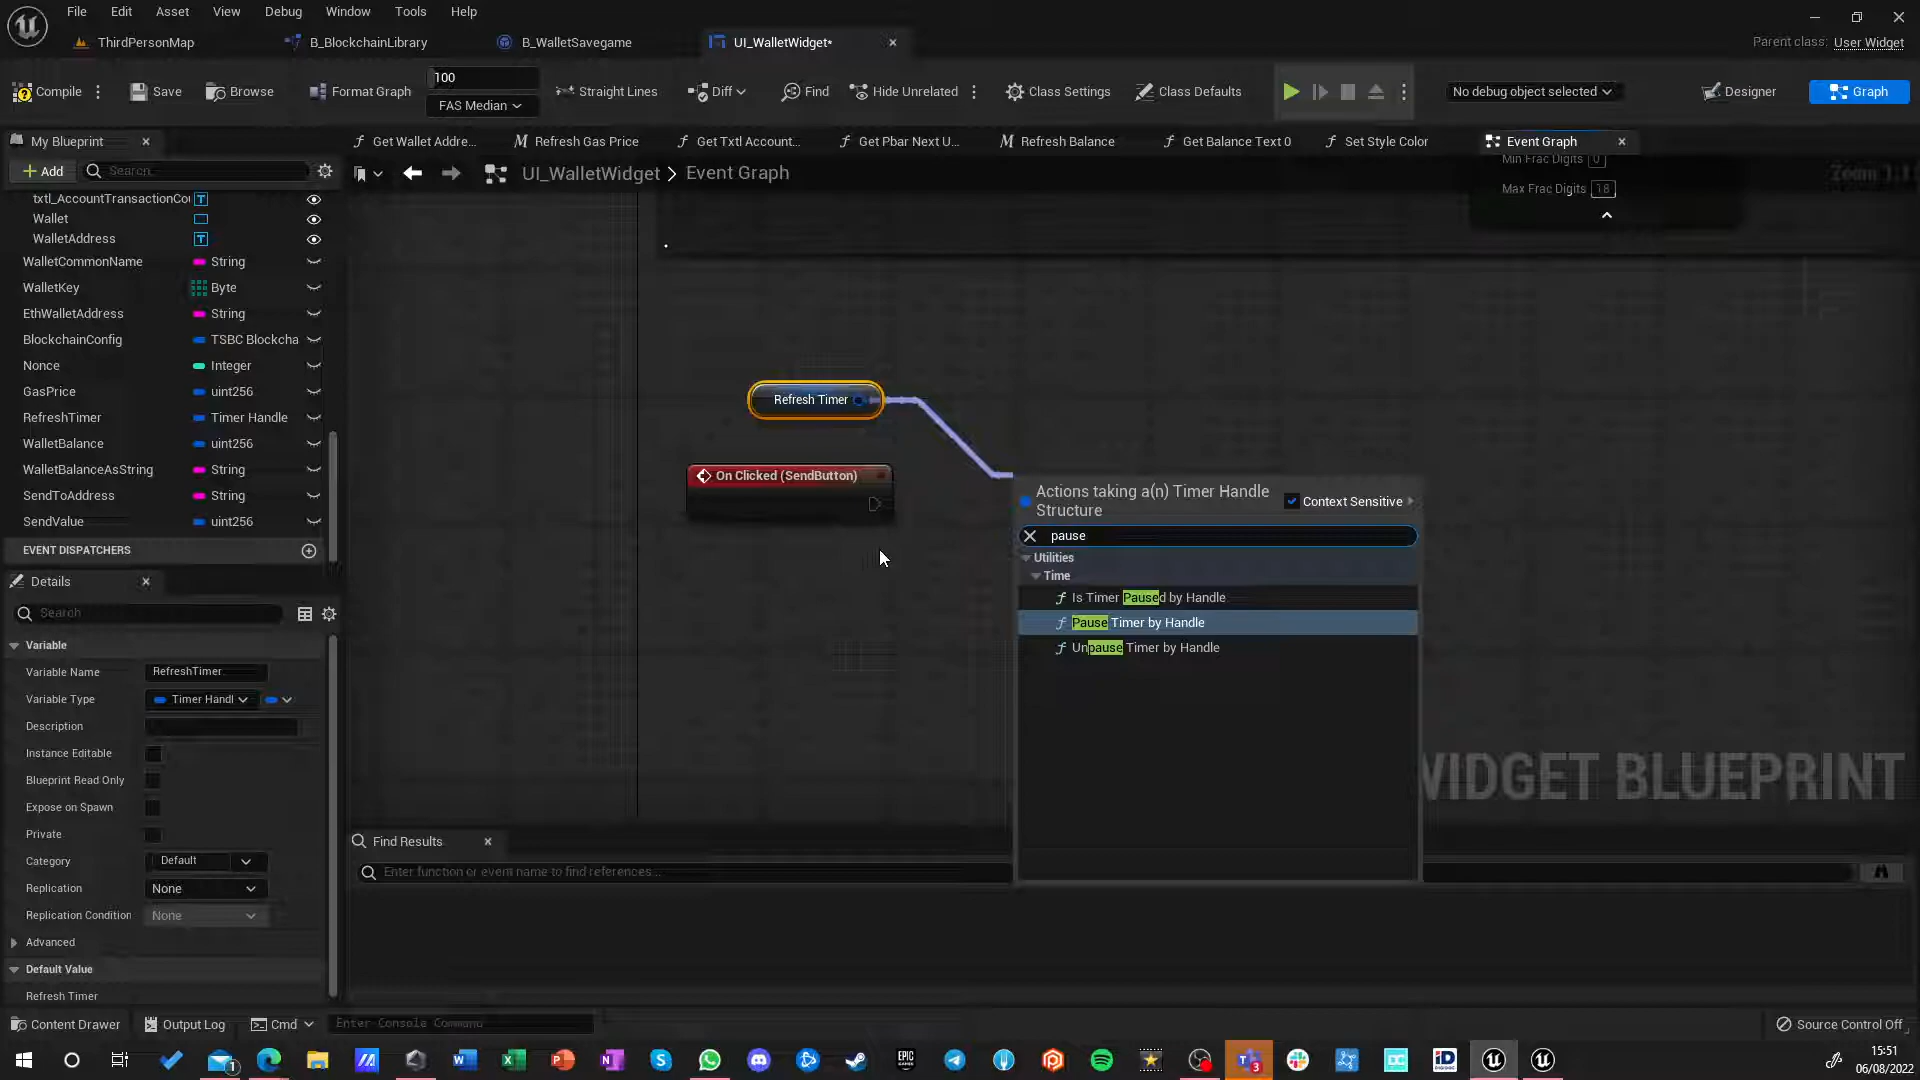 File Edit Asset View Debug Window Tools Help
ThirdPersonMap B_BlockchainLibrary B_WalletSavegame UI_WalletWidget* Parent class: User Widget
Compile Save Browse Format Graph 100 FAS Median Straight Lines Diff Find Hide Unrelated Class Settings Class Defaults No debug object selected Designer Graph
My Blueprint Get Wallet Addre... Refresh Gas Price Get Txtl Account... Get Pbar Next U... Refresh Balance Get Balance Text 0 Set Style Color Event Graph
Add Search UI_WalletWidget > Event Graph
Min Frac Digits 0
Max Frac Digits 18
txtl_AccountTransactionCou
Wallet
WalletAddress
WalletCommonName String
WalletKey Byte
EthWalletAddress String
BlockchainConfig TSBC Blockcha
Nonce Integer
GasPrice uint256
RefreshTimer Timer Handle
WalletBalance uint256
WalletBalanceAsString String
SendToAddress String
SendValue uint256
EVENT DISPATCHERS
Refresh Timer
On Clicked (SendButton)
Actions taking a(n) Timer Handle
Structure
Context Sensitive
pause
Utilities
Time
Is Timer Paused by Handle
Pause Timer by Handle
Unpause Timer by Handle
WIDGET BLUEPRINT
Details
Search
Variable
Variable Name RefreshTimer
Variable Type Timer Handl
Description
Instance Editable
Blueprint Read Only
Expose on Spawn
Private
Category Default
Replication None
Replication Condition None
Advanced
Default Value
Refresh Timer
Find Results
Enter function or event name to find references...
Content Drawer Output Log Cmd Enter Console Command Source Control Off
15:51
06/08/2022